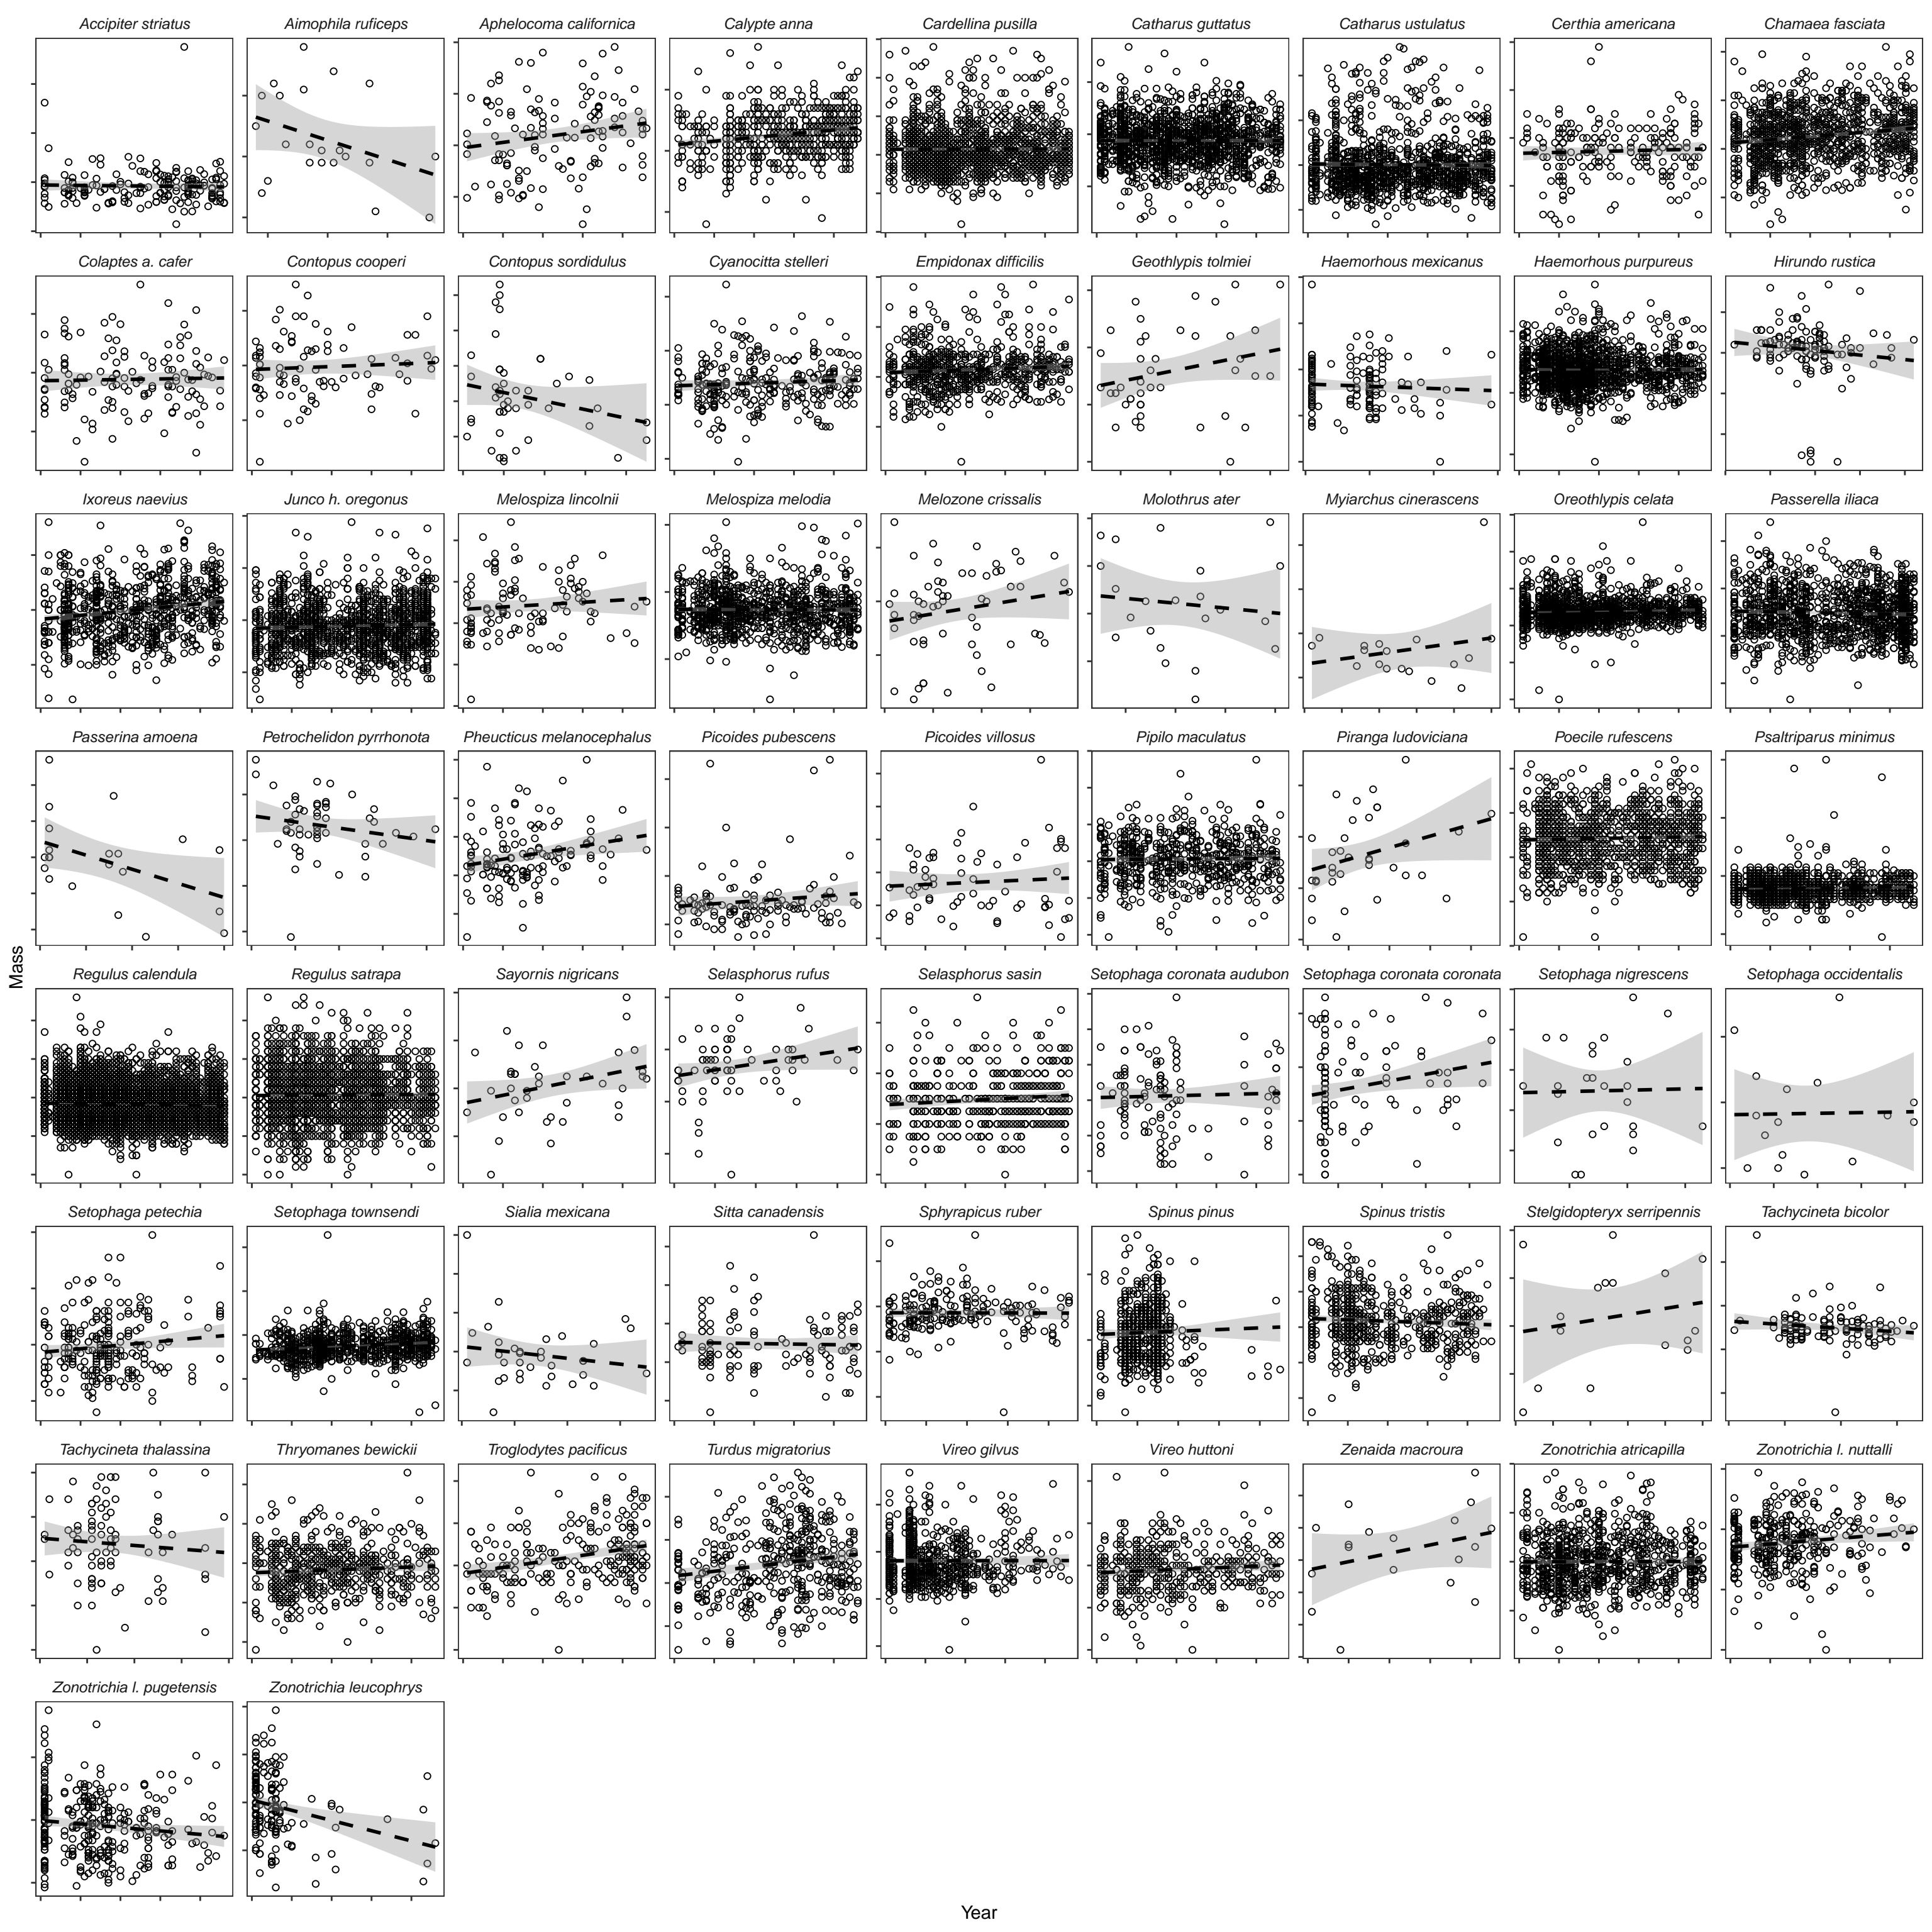 Accipiter striatus
Aimophila ruficeps
Aphelocoma californica
Calypte anna
Cardellina pusilla
Catharus guttatus
Catharus ustulatus
Certhia americana
Chamaea fasciata
Colaptes a. cafer
Contopus cooperi
Contopus sordidulus
Cyanocitta stelleri
Empidonax difficilis
Geothlypis tolmiei
Haemorhous mexicanus
Haemorhous purpureus
Hirundo rustica
Ixoreus naevius
Junco h. oregonus
Melospiza lincolnii
Melospiza melodia
Melozone crissalis
Molothrus ater
Myiarchus cinerascens
Oreothlypis celata
Passerella iliaca
Passerina amoena
Petrochelidon pyrrhonota
Pheucticus melanocephalus
Picoides pubescens
Picoides villosus
Pipilo maculatus
Piranga ludoviciana
Poecile rufescens
Psaltriparus minimus
Mass
Regulus calendula
Regulus satrapa
Sayornis nigricans
Selasphorus rufus
Selasphorus sasin
Setophaga coronata audubon
Setophaga coronata coronata
Setophaga nigrescens
Setophaga occidentalis
Setophaga petechia
Setophaga townsendi
Sialia mexicana
Sitta canadensis
Sphyrapicus ruber
Spinus pinus
Spinus tristis
Stelgidopteryx serripennis
Tachycineta bicolor
Tachycineta thalassina
Thryomanes bewickii
Troglodytes pacificus
Turdus migratorius
Vireo gilvus
Vireo huttoni
Zenaida macroura
Zonotrichia atricapilla
Zonotrichia l. nuttalli
Zonotrichia l. pugetensis
Zonotrichia leucophrys
Year